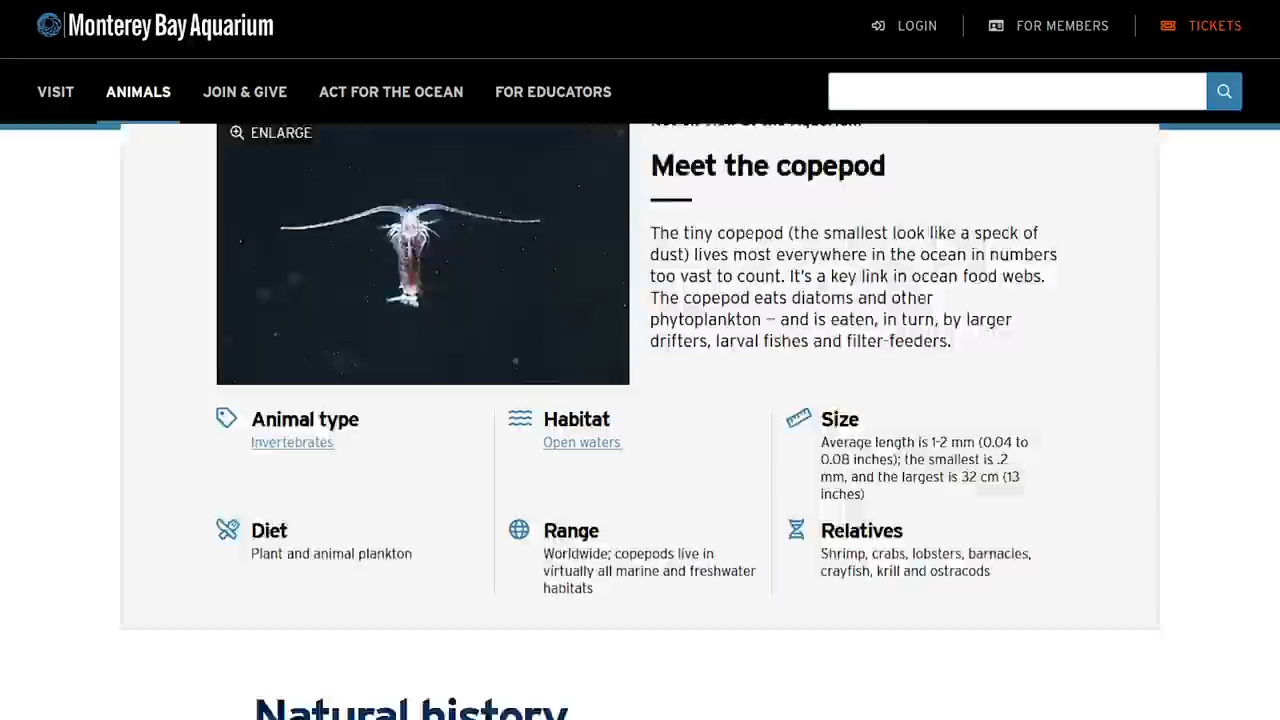 Monterey Bay Aquarium
LOGIN
FOR MEMBERS
TICKETS
VISIT
ANIMALS
JOIN & GIVE
ACT FOR THE OCEAN
FOR EDUCATORS
ENLARGE
Meet the copepod
The tiny copepod (the smallest look like a speck of
dust) lives most everywhere in the ocean in numbers
too vast to count. It's a key link in ocean food webs.
The copepod eats diatoms and other
phytoplankton – and is eaten, in turn, by larger
drifters, larval fishes and filter-feeders.
Animal type
Invertebrates
Habitat
Open waters
Size
Average length is 1-2 mm (0.04 to
0.08 inches); the smallest is .2
mm, and the largest is 32 cm (13
inches)
Diet
Plant and animal plankton
Range
Worldwide; copepods live in
virtually all marine and freshwater
habitats
Relatives
Shrimp, crabs, lobsters, barnacles,
crayfish, krill and ostracods
Natural history